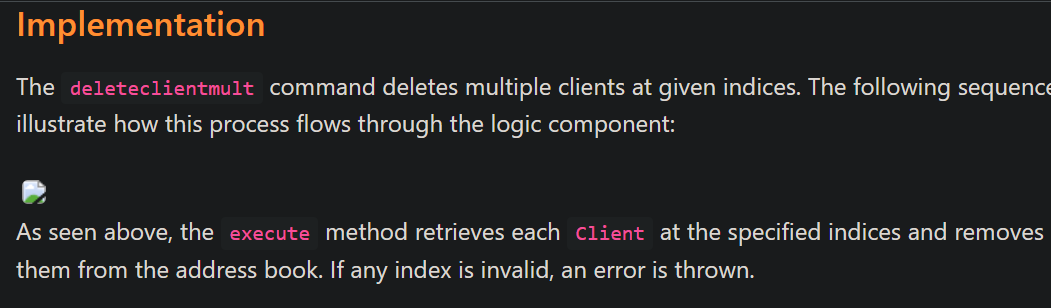 Implementation
The deleteclientmult command deletes multiple clients at given indices. The following sequence
illustrate how this process flows through the logic component:
As seen above, the execute method retrieves each Client at the specified indices and removes
them from the address book. If any index is invalid, an error is thrown.